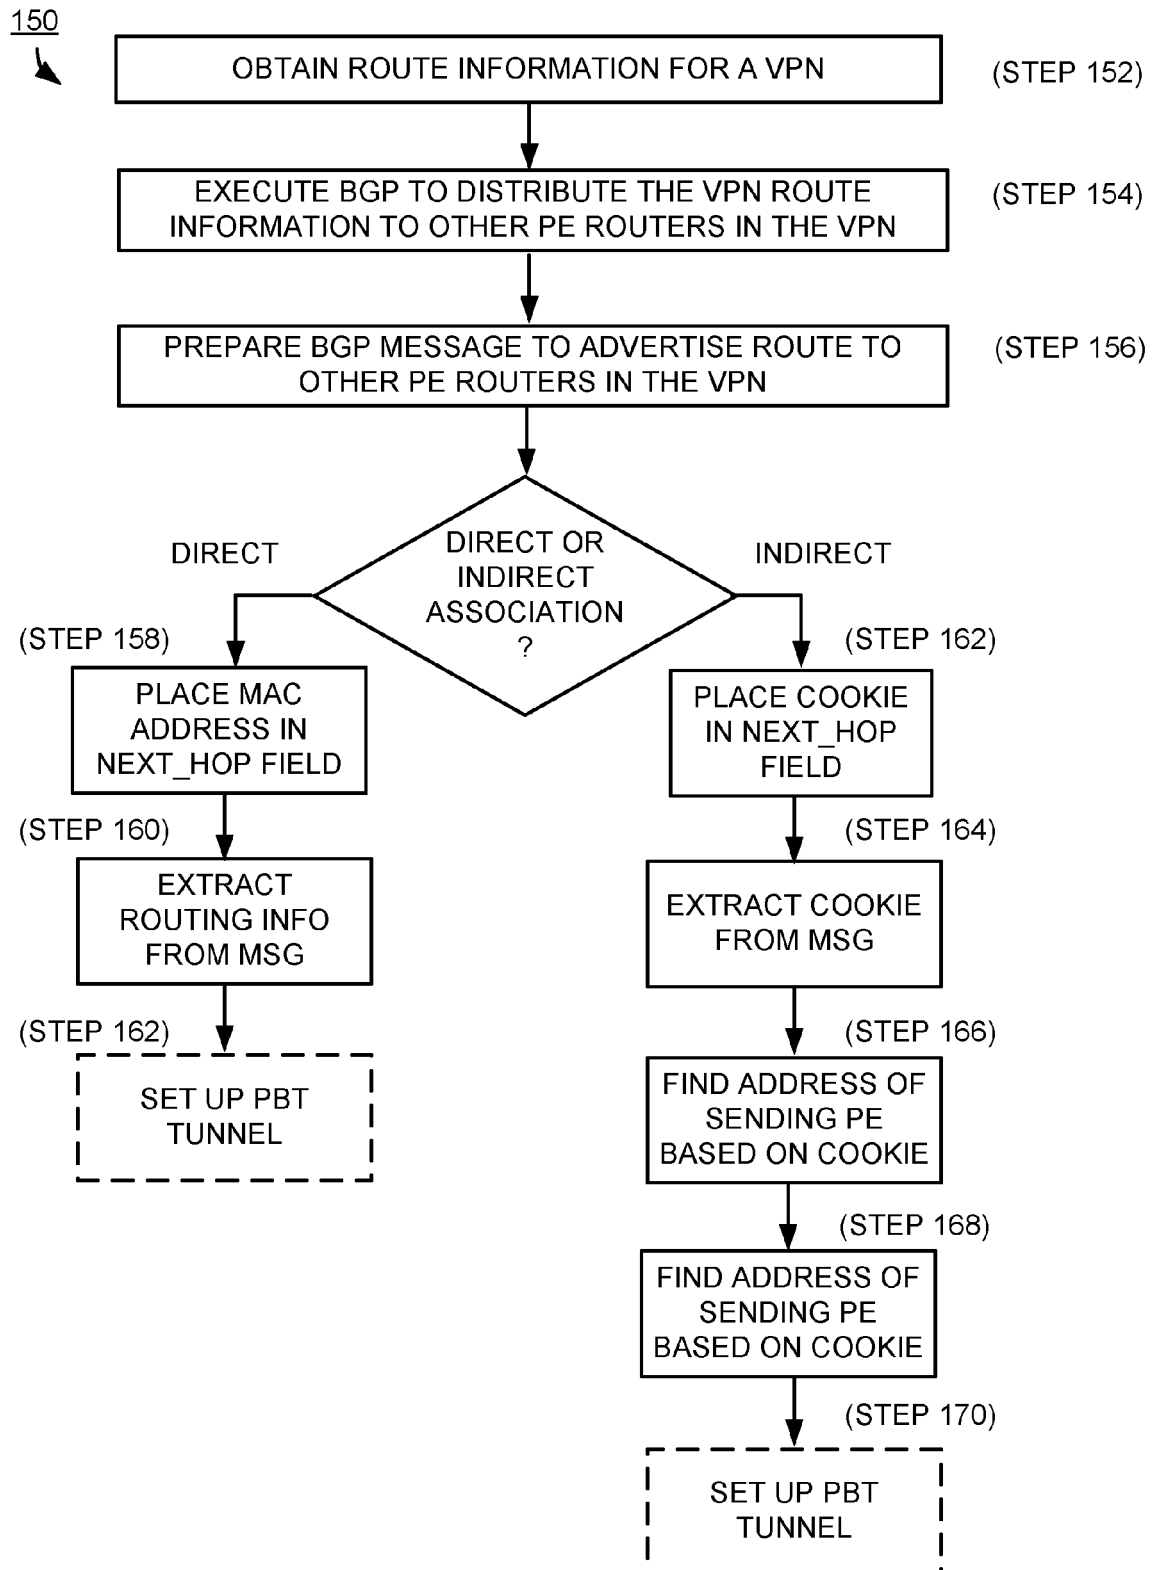 150
OBTAIN ROUTE INFORMATION FOR A VPN
(STEP 152)
EXECUTE BGP TO DISTRIBUTE THE VPN ROUTE
INFORMATION TO OTHER PE ROUTERS IN THE VPN
(STEP 154)
PREPARE BGP MESSAGE TO ADVERTISE ROUTE TO
OTHER PE ROUTERS IN THE VPN
(STEP 156)
DIRECT OR
INDIRECT
ASSOCIATION
?
DIRECT
(STEP 158)
PLACE MAC
ADDRESS IN
NEXT_HOP FIELD
(STEP 160)
EXTRACT
ROUTING INFO
FROM MSG
(STEP 162)
SET UP PBT
TUNNEL
INDIRECT
(STEP 162)
PLACE COOKIE
IN NEXT_HOP
FIELD
(STEP 164)
EXTRACT COOKIE
FROM MSG
(STEP 166)
FIND ADDRESS OF
SENDING PE
BASED ON COOKIE
(STEP 168)
FIND ADDRESS OF
SENDING PE
BASED ON COOKIE
(STEP 170)
SET UP PBT
TUNNEL